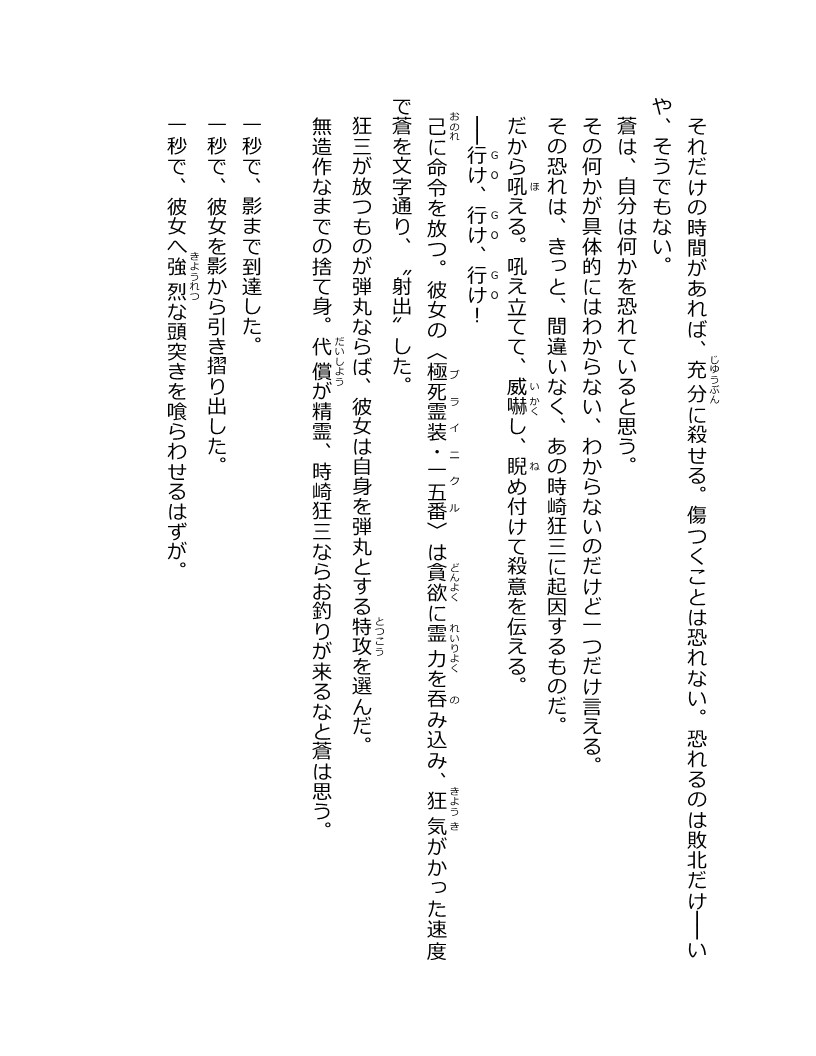 それだけの時間があれば、充分に殺せる。傷つくことは恐れない。恐れるのは敗北だけ――い
や、そうでもない。
蒼は、自分は何かを恐れていると思う。
その何かが具体的にはわからない、わからないのだけど一つだけ言える。
その恐れは、きっと、間違いなく、あの時崎狂三に起因するものだ。
だから吼える。吼え立てて、威嚇し、睨め付けて殺意を伝える。
――行け、行け、行け！
己に命令を放つ。彼女の〈極死霊装・一五番〉は貪欲に霊力を呑み込み、狂気がかった速度
で蒼を文字通り、〝射出〟した。
狂三が放つものが弾丸ならば、彼女は自身を弾丸とする特攻を選んだ。
無造作なまでの捨て身。代償が精霊、時崎狂三ならお釣りが来るなと蒼は思う。
一秒で、影まで到達した。
一秒で、彼女を影から引き摺り出した。
一秒で、彼女へ強烈な頭突きを喰らわせるはずが。